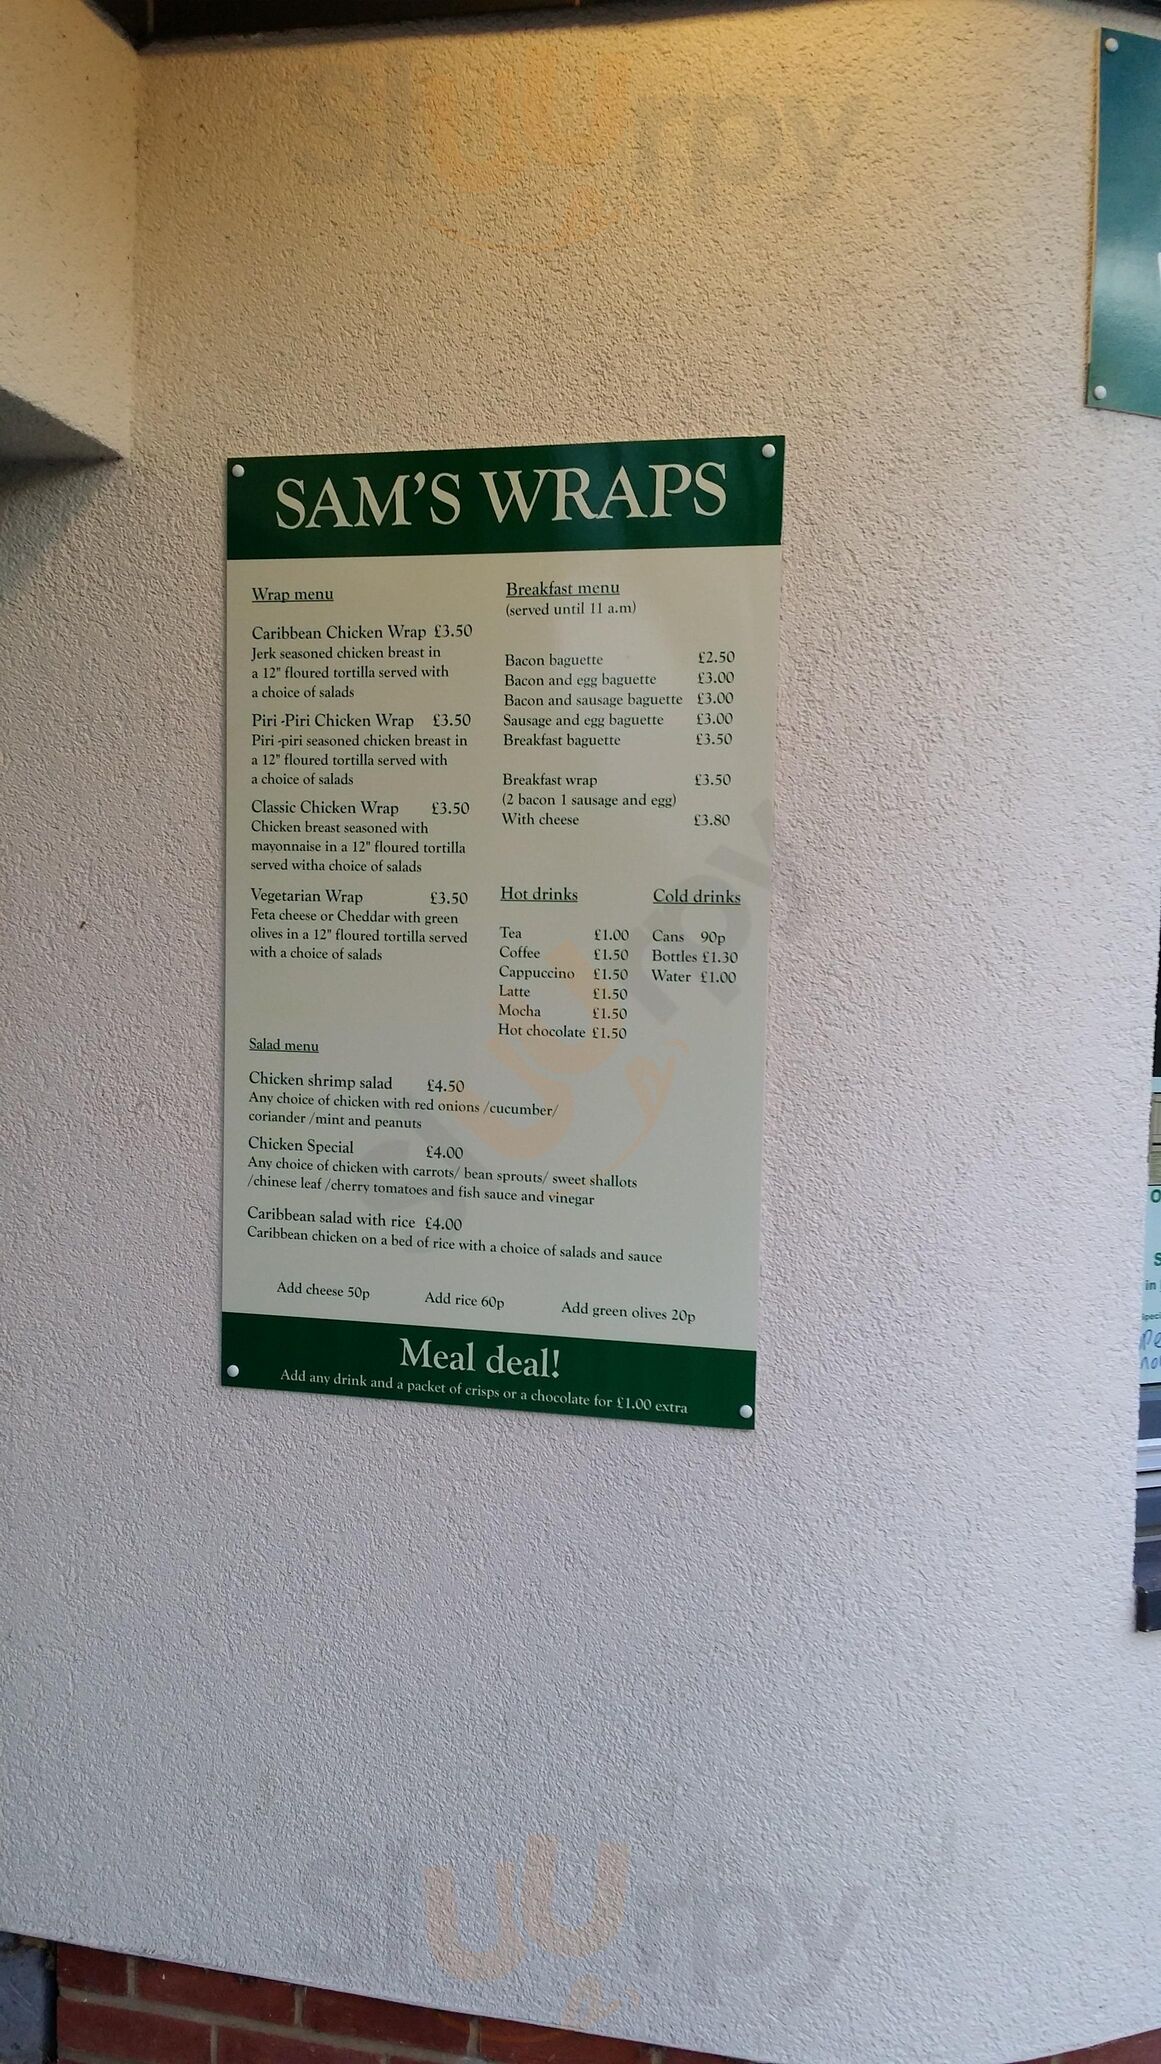 Sluurpy
SAM'S WRAPS
Wrap menu
Caribbean Chicken Wrap £3.50
Jerk seasoned chicken breast in
a 12" floured tortilla served with
a choice of salads
Piri -Piri Chicken Wrap £3.50
Piri -piri seasoned chicken breast in
a 12" floured tortilla served with
a choice of salads
Classic Chicken Wrap £3.50
Chicken breast seasoned with
mayonnaise in a 12" floured tortilla
served witha choice of salads
Vegetarian Wrap £3.50
Feta cheese or Cheddar with green
olives in a 12" floured tortilla served
with a choice of salads
Breakfast menu
(served until 11 a.m)
Bacon baguette £2.50
Bacon and egg baguette £3.00
Bacon and sausage baguette £3.00
Sausage and egg baguette £3.00
Breakfast baguette £3.50
Breakfast wrap £3.50
(2 bacon 1 sausage and egg)
With cheese £3.80
Hot drinks
Tea £1.00
Coffee £1.50
Cappuccino £1.50
Latte £1.50
Mocha £1.50
Hot chocolate £1.50
Cold drinks
Cans 90p
Bottles £1.30
Water £1.00
Salad menu
Chicken shrimp salad £4.50
Any choice of chicken with red onions /cucumber/
coriander /mint and peanuts
Chicken Special £4.00
Any choice of chicken with carrots/ bean sprouts/ sweet shallots
/chinese leaf /cherry tomatoes and fish sauce and vinegar
Caribbean salad with rice £4.00
Caribbean chicken on a bed of rice with a choice of salads and sauce
Add cheese 50p Add rice 60p Add green olives 20p
Meal deal!
Add any drink and a packet of crisps or a chocolate for £1.00 extra
Sluurpy
in
Sluurpy